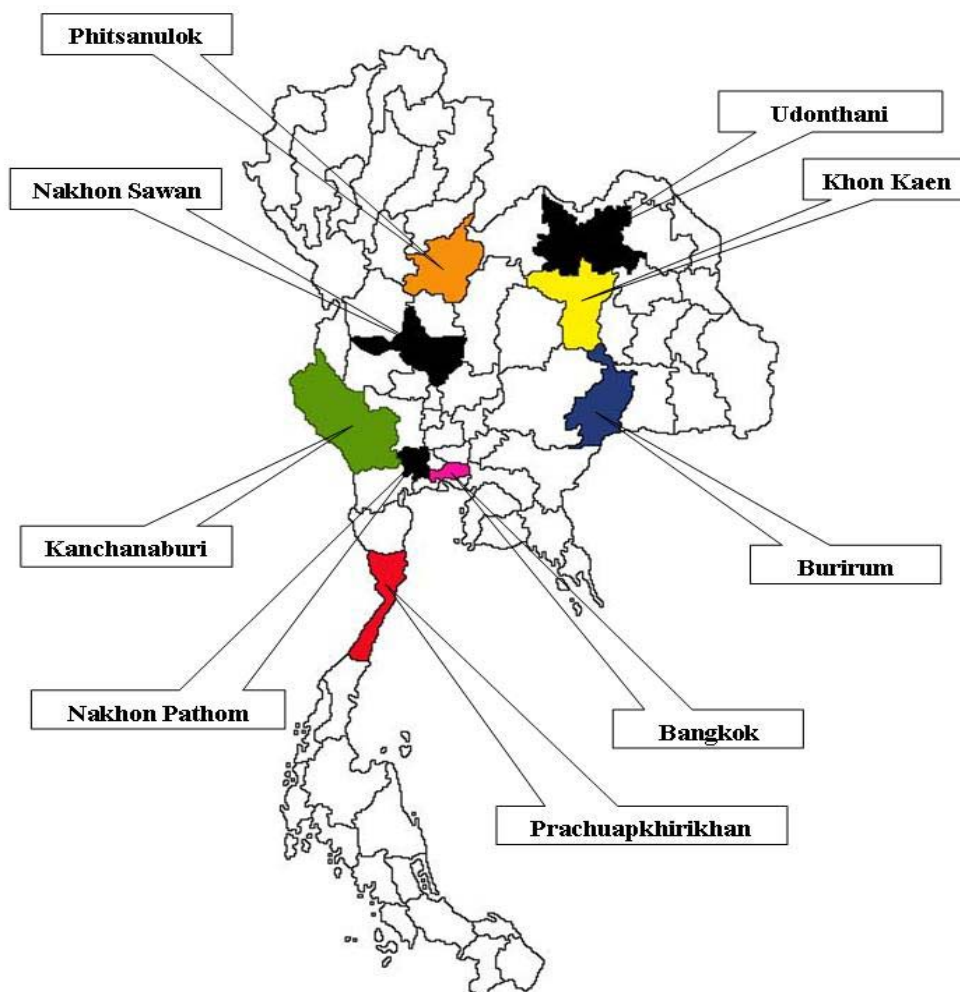 Phitsanulok
Udonthani
Khon Kaen
Nakhon Sawan
Kanchanaburi
Burirum
Nakhon Pathom
Bangkok
Prachuapkhirikhan